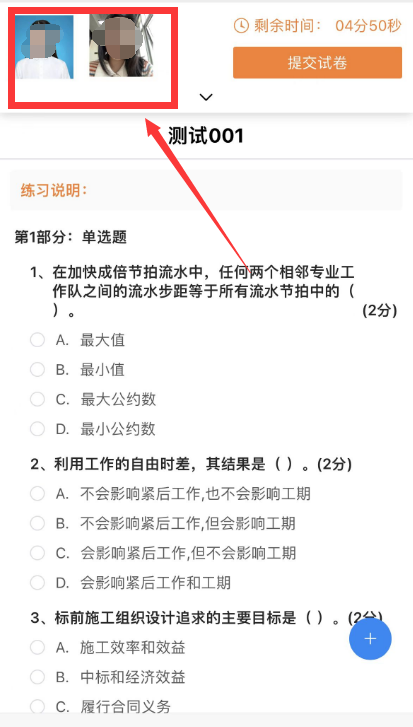 剩余时间： 04分50秒
提交试卷
测试001
练习说明：
第1部分：单选题
1、在加快成倍节拍流水中，任何两个相邻专业工
作队之间的流水步距等于所有流水节拍中的（
）。 (2分)
A. 最大值
B. 最小值
C. 最大公约数
D. 最小公约数
2、利用工作的自由时差，其结果是（ ）。(2分)
A. 不会影响紧后工作,也不会影响工期
B. 不会影响紧后工作,但会影响工期
C. 会影响紧后工作,但不会影响工期
D. 会影响紧后工作和工期
3、标前施工组织设计追求的主要目标是（ ）。(2分)
A. 施工效率和效益
B. 中标和经济效益
C. 履行合同义务